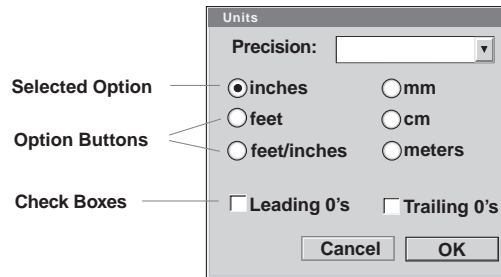 Units
Precision:
Selected Option inches mm
feet cm
Option Buttons
feet/inches meters
Check Boxes Leading 0's Trailing 0's
Cancel OK